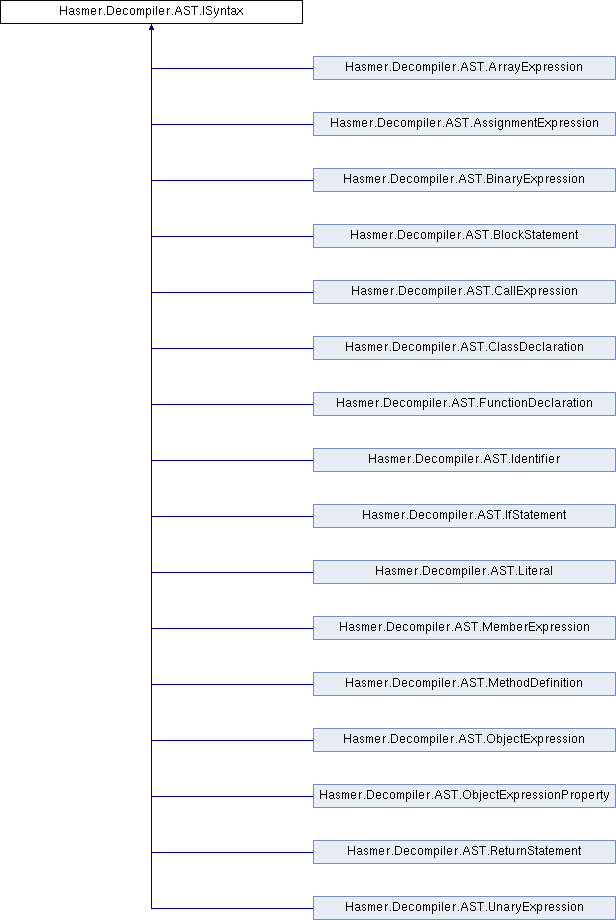 Hasmer.Decompiler.AST.ISyntax
Hasmer.Decompiler.AST.ArrayExpression
Hasmer.Decompiler.AST.AssignmentExpression
Hasmer.Decompiler.AST.BinaryExpression
Hasmer.Decompiler.AST.BlockStatement
Hasmer.Decompiler.AST.CallExpression
Hasmer.Decompiler.AST.ClassDeclaration
Hasmer.Decompiler.AST.FunctionDeclaration
Hasmer.Decompiler.AST.Identifier
Hasmer.Decompiler.AST.IfStatement
Hasmer.Decompiler.AST.Literal
Hasmer.Decompiler.AST.MemberExpression
Hasmer.Decompiler.AST.MethodDefinition
Hasmer.Decompiler.AST.ObjectExpression
Hasmer.Decompiler.AST.ObjectExpressionProperty
Hasmer.Decompiler.AST.ReturnStatement
Hasmer.Decompiler.AST.UnaryExpression